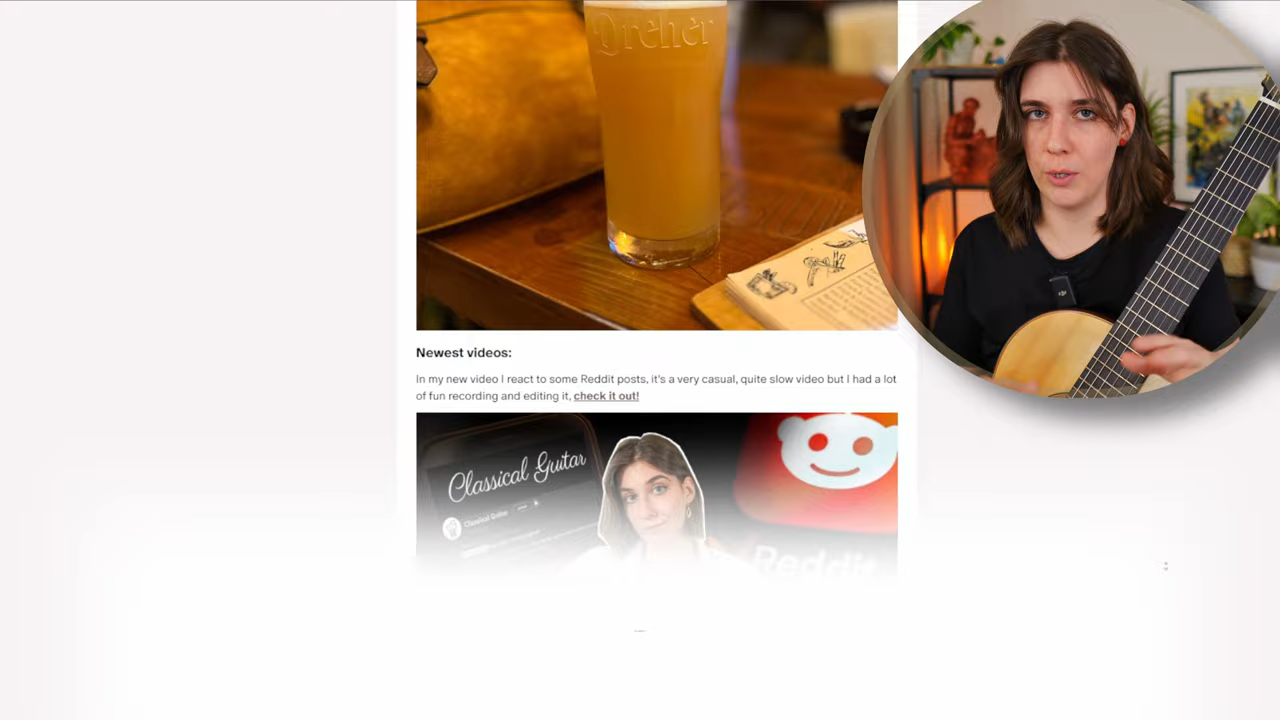 Dreher
Newest videos:
In my new video I react to some Reddit posts, it's a very casual, quite slow video but I had a lot
of fun recording and editing it, check it out!
Classical Guitar
Classical Guitar
Reddit